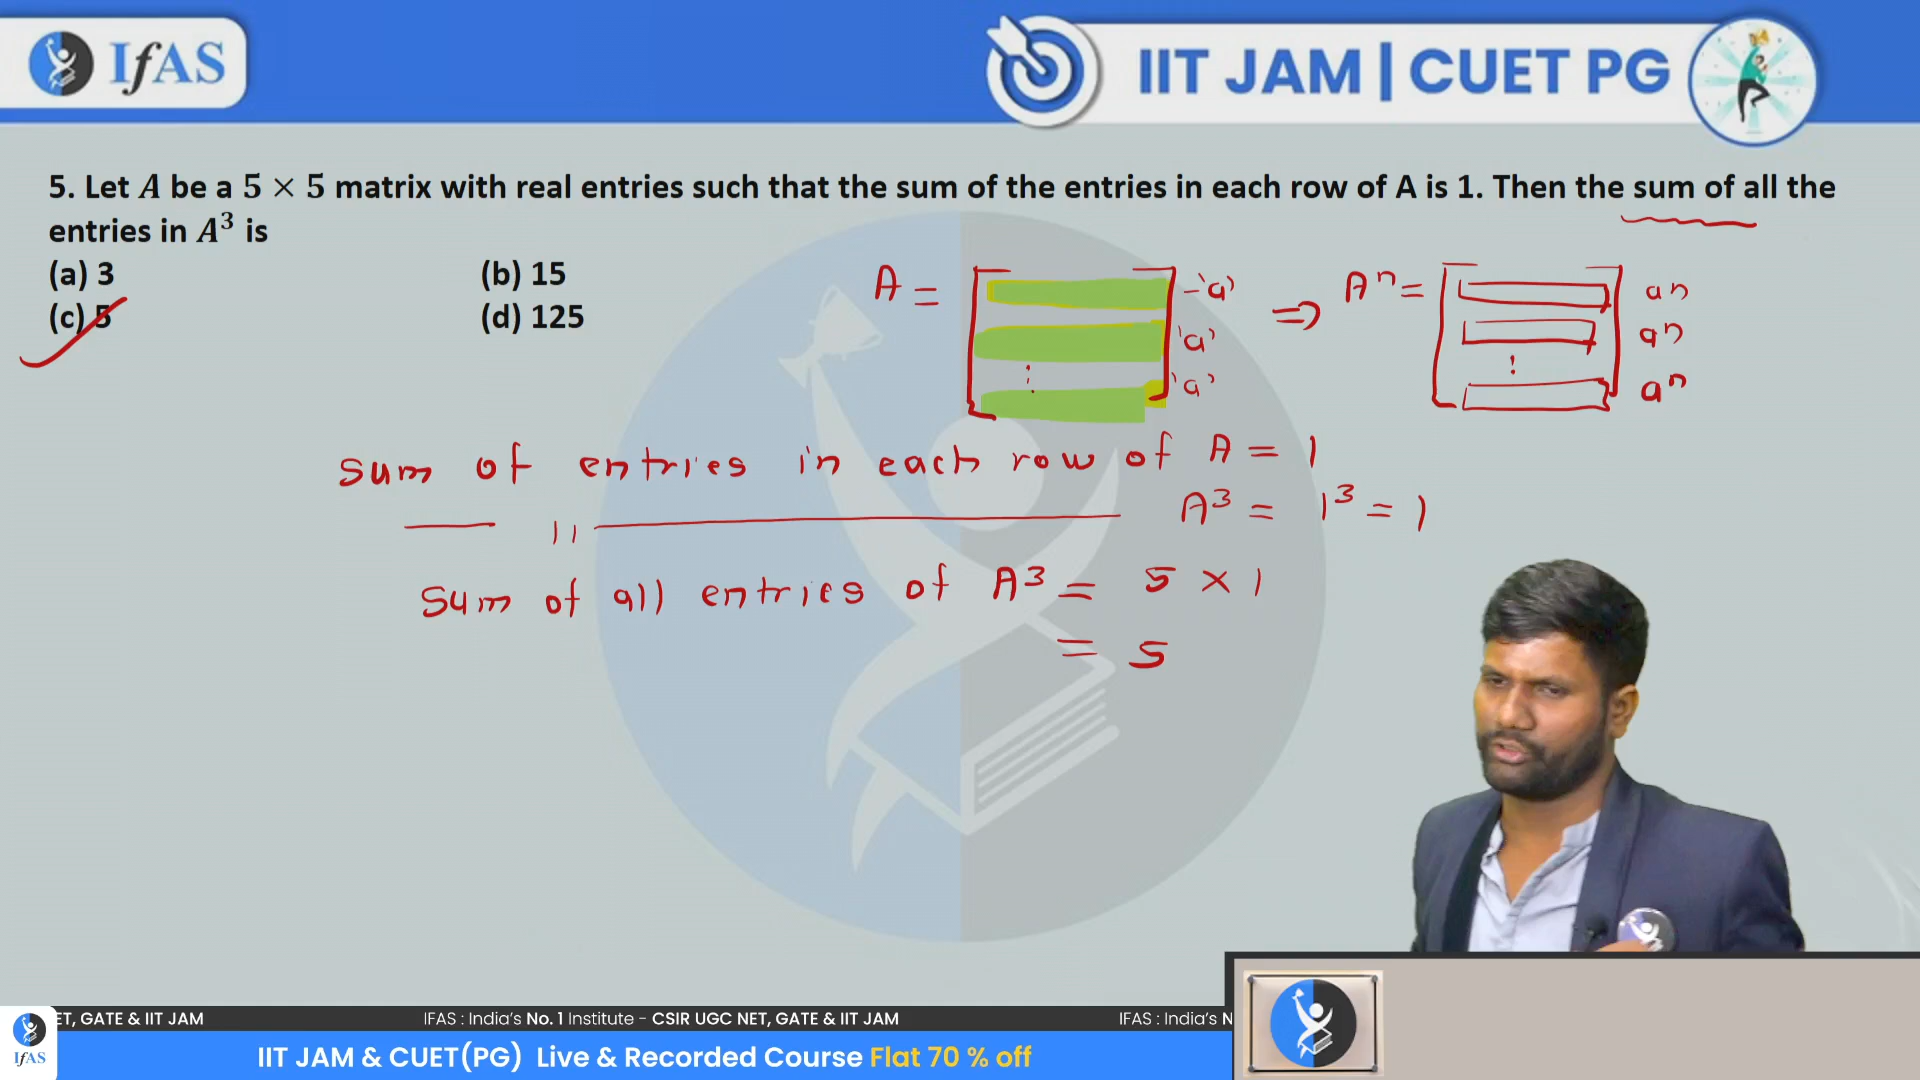 IfAS
IIT JAM | CUET PG
5. Let A be a 5 × 5 matrix with real entries such that the sum of the entries in each row of A is 1. Then the sum of all the
entries in A³ is
(a) 3
(b) 15
(c) 5
(d) 125
A =
-'a'
'a'
⋮
'a'
⇒ Aⁿ =
aⁿ
aⁿ
⋮
aⁿ
sum of entries in each row of A = 1
—— 11 —————— A³ = 1³ = 1
sum of all entries of A³ = 5 × 1
= 5
ET, GATE & IIT JAM
IFAS : India's No. 1 Institute - CSIR UGC NET, GATE & IIT JAM
IFAS : India's N
IfAS
IIT JAM & CUET(PG) Live & Recorded Course Flat 70 % off